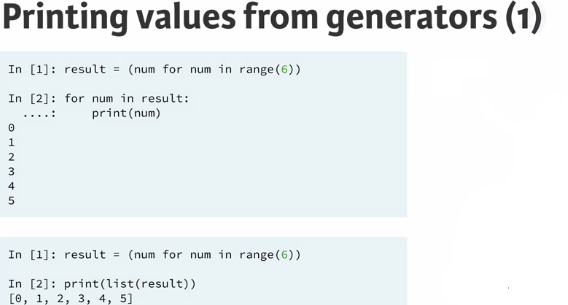 Printing values from generators (1)
In [1]: result = (num for num in range(6))
In [2]: for num in result:
....: print(num)
0
1
2
3
4
5
In [1]: result = (num for num in range(6))
In [2]: print(list(result))
[0, 1, 2, 3, 4, 5]